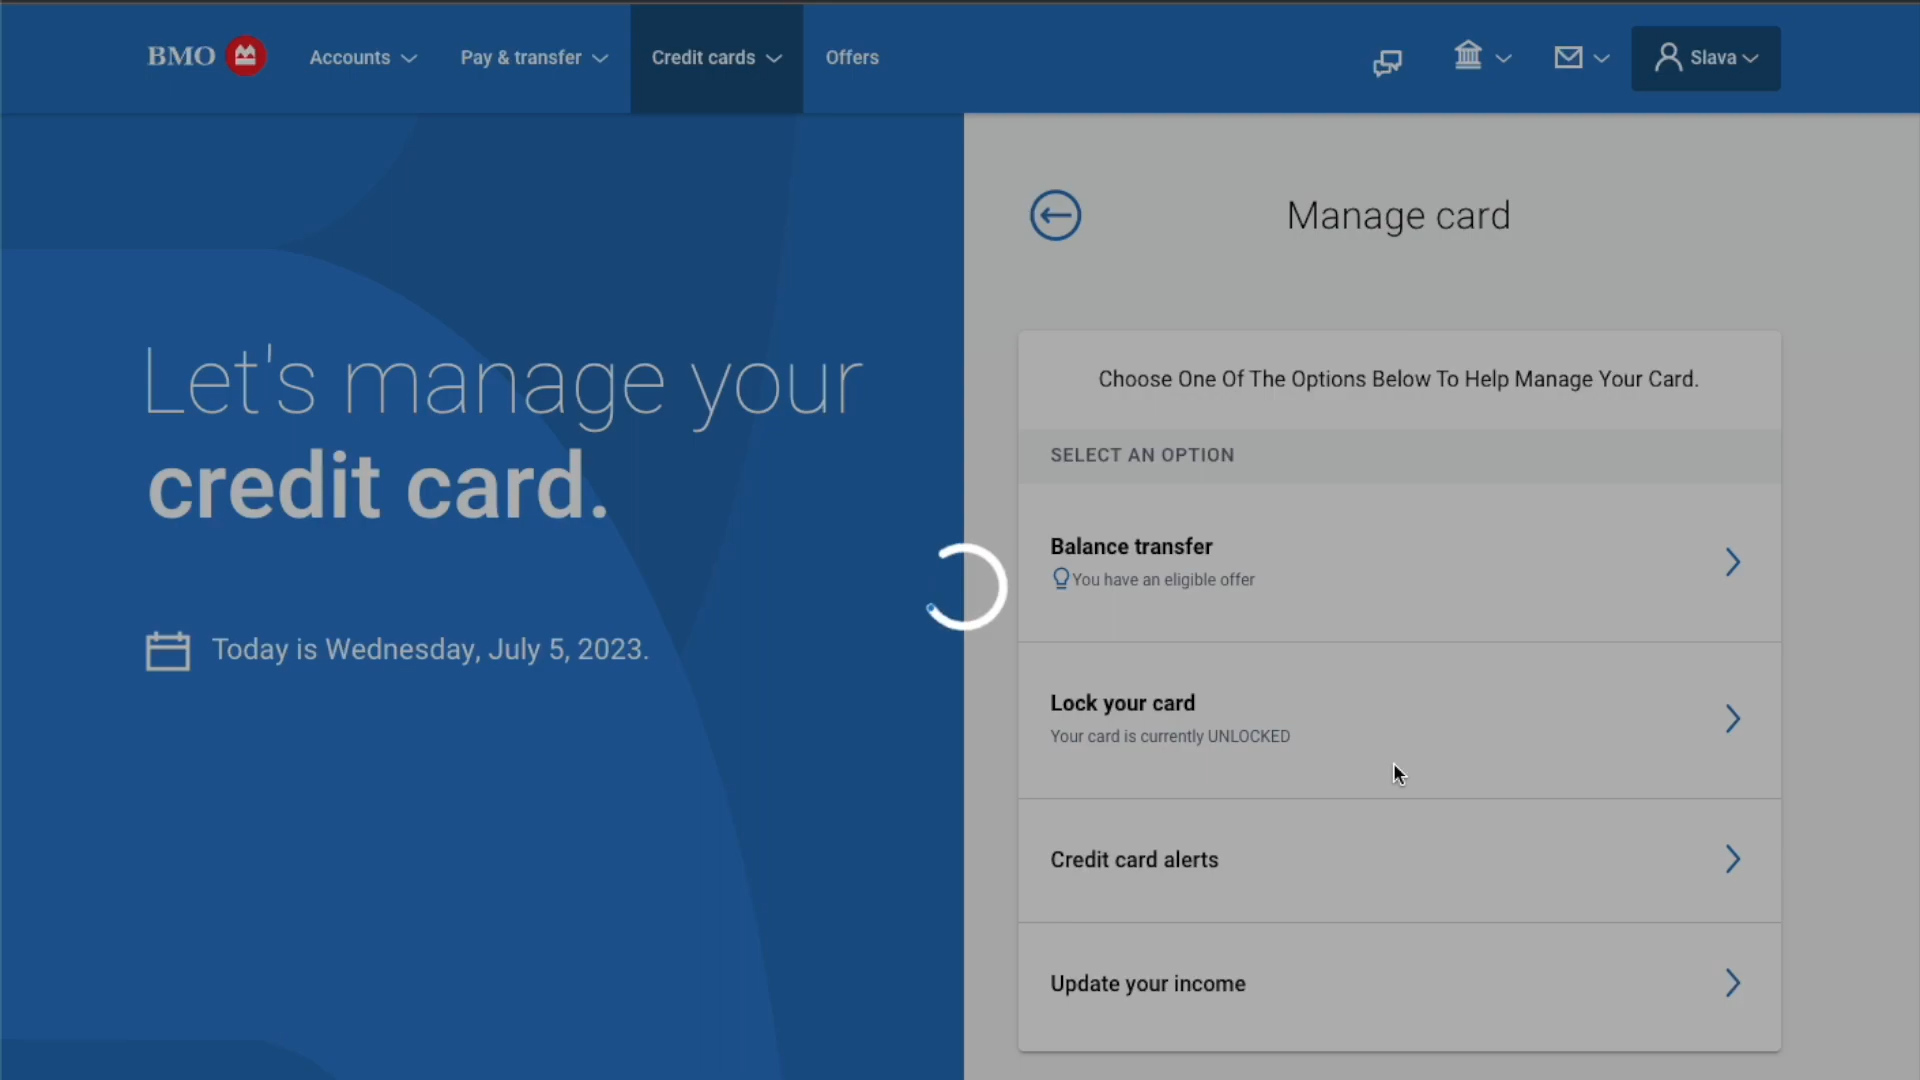 BMO
Accounts
Pay & transfer
Credit cards
Offers
Slava
Let's manage your
credit card.
Today is Wednesday, July 5, 2023.
Manage card
Choose One Of The Options Below To Help Manage Your Card.
SELECT AN OPTION
Balance transfer
You have an eligible offer
Lock your card
Your card is currently UNLOCKED
Credit card alerts
Update your income